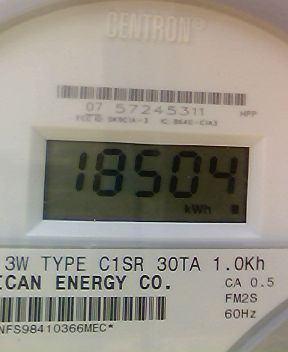 CENTRON®
07 57245311 HPP
18504
kWh
3W TYPE C1SR 30TA 1.0Kh
ICAN ENERGY CO. CA 0.5
FM2S
60Hz
NFS98410366MEC*